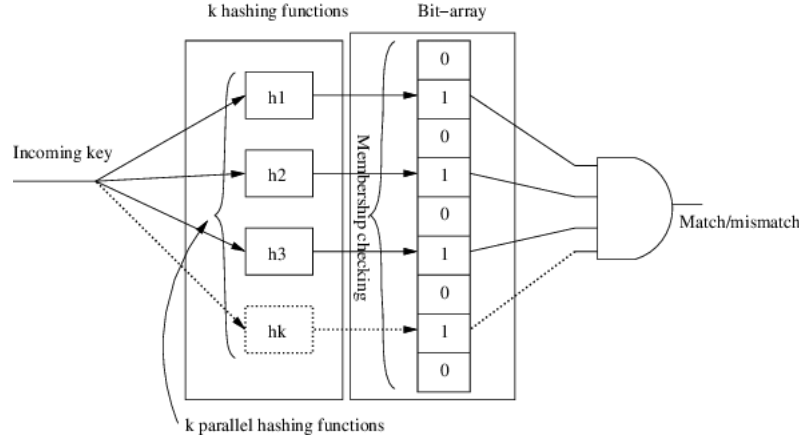 k hashing functions
Bit-array
Incoming key
h1
h2
h3
hk
Membership checking
0
1
0
1
0
1
0
1
0
Match/mismatch
k parallel hashing functions